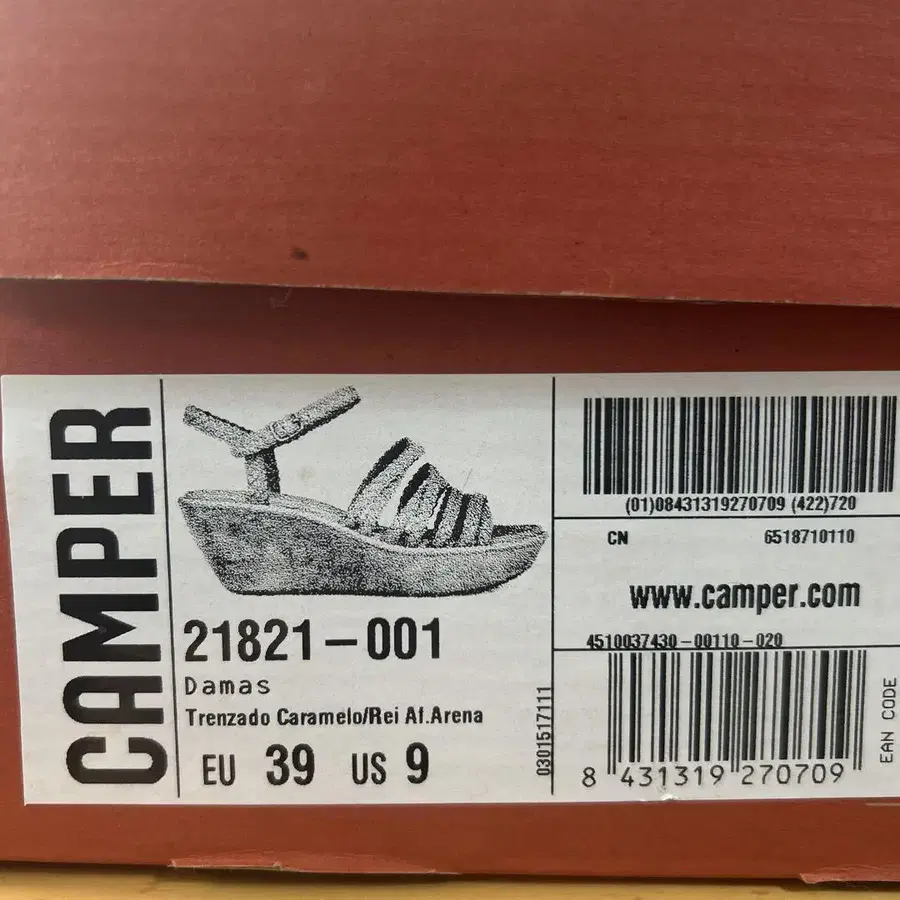 CAMPER
21821-001
Damas
Trenzado Caramelo/Rei Af.Arena
EU 39 US 9
0301517111
(01)08431319270709 (422)720
CN 6518710110
www.camper.com
4510037430-00110-020
8 431319 270709
EAN CODE